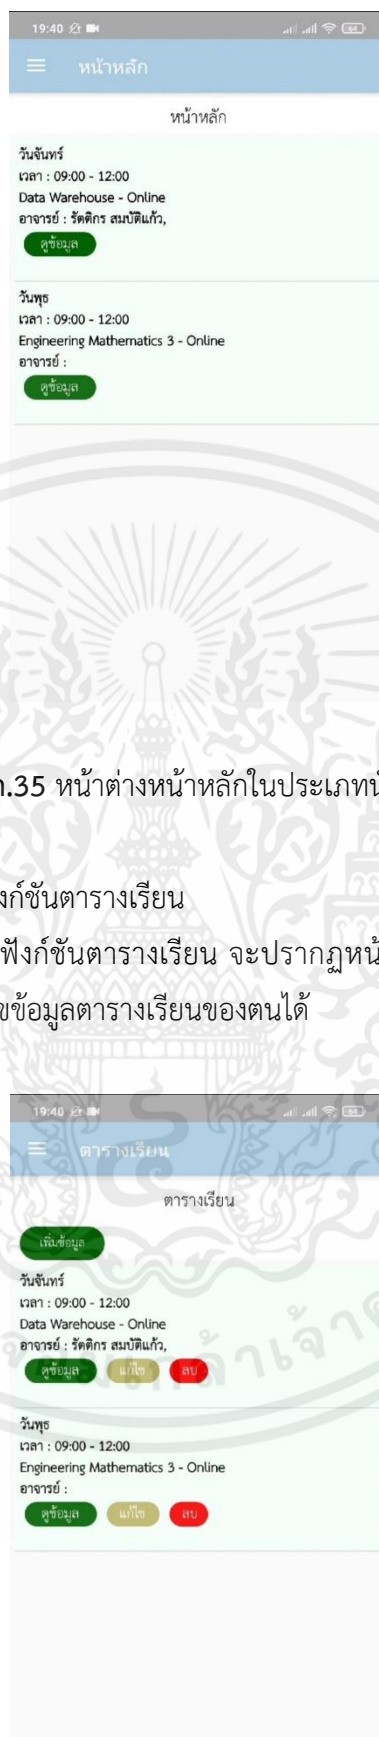 19:40
64
หน้าหลัก
หน้าหลัก
วันจันทร์
เวลา : 09:00 - 12:00
Data Warehouse - Online
อาจารย์ : รัตติกร สมบัติแก้ว,
ดูข้อมูล
วันพุธ
เวลา : 09:00 - 12:00
Engineering Mathematics 3 - Online
อาจารย์ :
ดูข้อมูล
.35 หน้าต่างหน้าหลักในประเภท
งก์ชันตารางเรียน
ฟังก์ชันตารางเรียน จะปรากฏหน้
ขข้อมูลตารางเรียนของตนได้
19:40
64
ตารางเรียน
ตารางเรียน
เพิ่มข้อมูล
วันจันทร์
เวลา : 09:00 - 12:00
Data Warehouse - Online
อาจารย์ : รัตติกร สมบัติแก้ว,
ดูข้อมูล แก้ไข ลบ
วันพุธ
เวลา : 09:00 - 12:00
Engineering Mathematics 3 - Online
อาจารย์ :
ดูข้อมูล แก้ไข ลบ